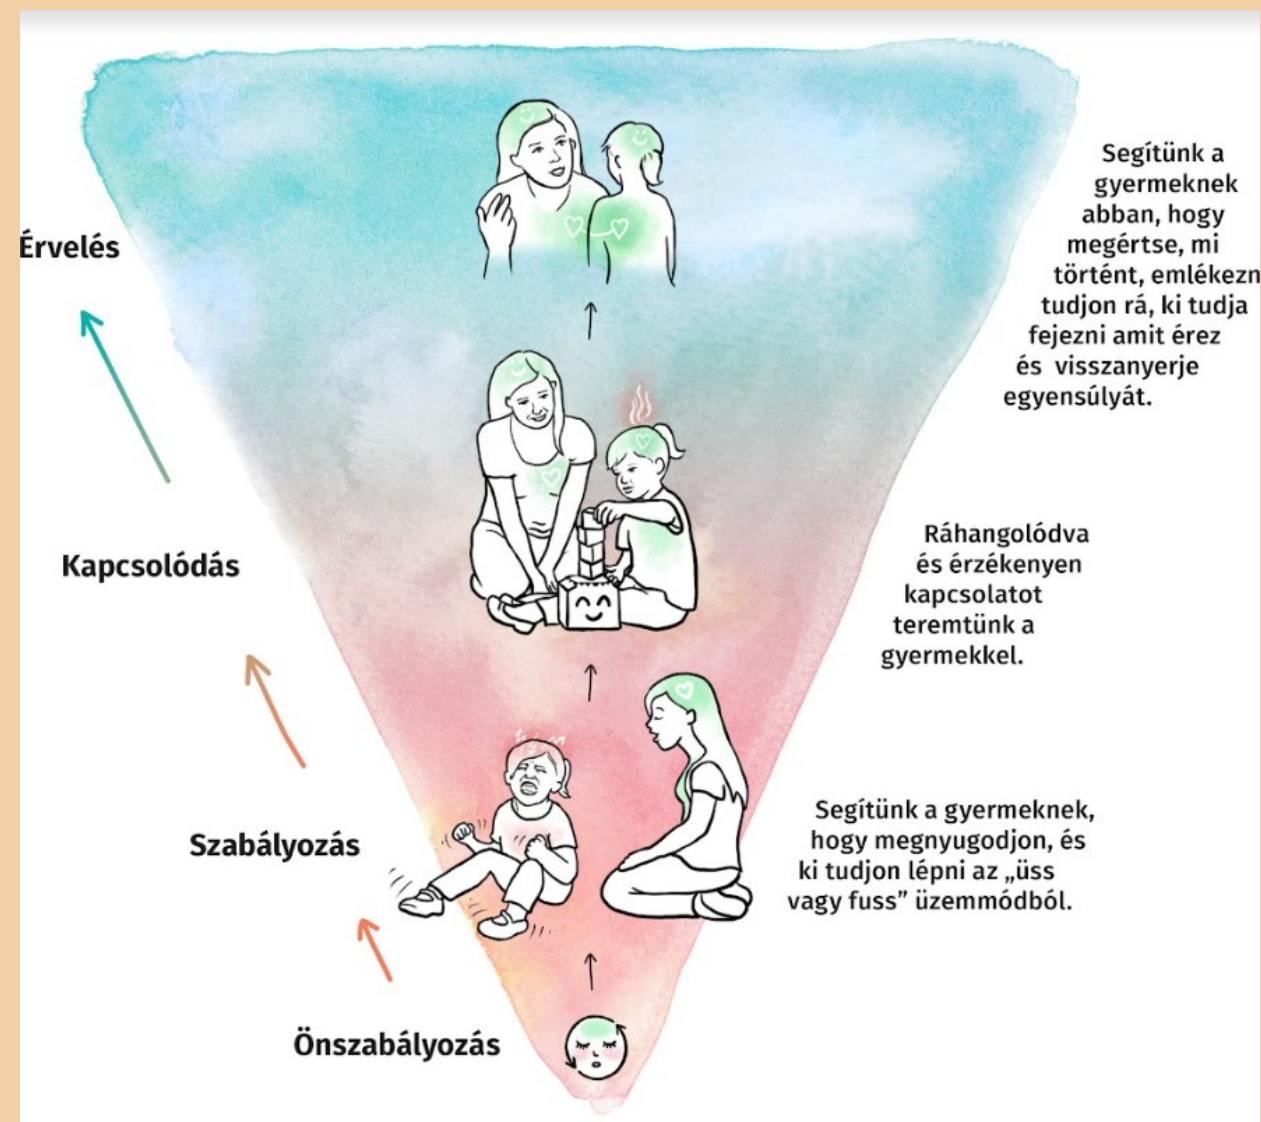 Érvelés
Segítünk a
gyermeknek
abban, hogy
megértse, mi
történt, emlékezn
tudjon rá, ki tudja
fejezni amit érez
és visszanyerje
egyensúlyát.
Kapcsolódás
Ráhangolódva
és érzékenyen
kapcsolatot
teremtünk a
gyermekkel.
Szabályozás
Segítünk a gyermeknek,
hogy megnyugodjon, és
ki tudjon lépni az „üss
vagy fuss” üzemmódból.
Önszabályozás